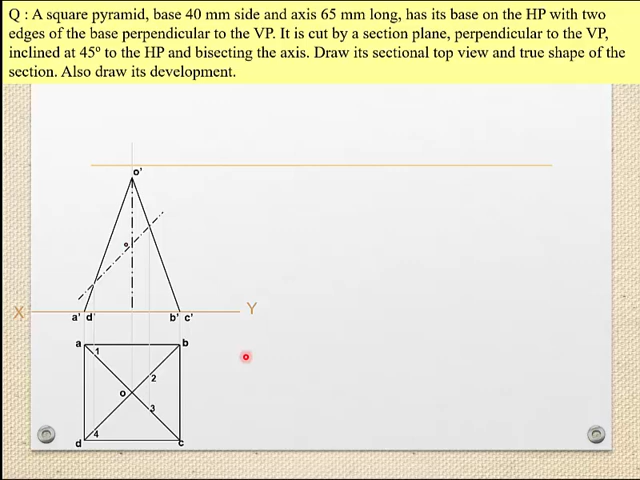 Q : A square pyramid, base 40 mm side and axis 65 mm long, has its base on the HP with two
edges of the base perpendicular to the VP. It is cut by a section plane, perpendicular to the VP,
inclined at 45º to the HP and bisecting the axis. Draw its sectional top view and true shape of the
section. Also draw its development.
o'
X
Y
a' d'
b' c'
a
b
1
2
o
3
4
d
c